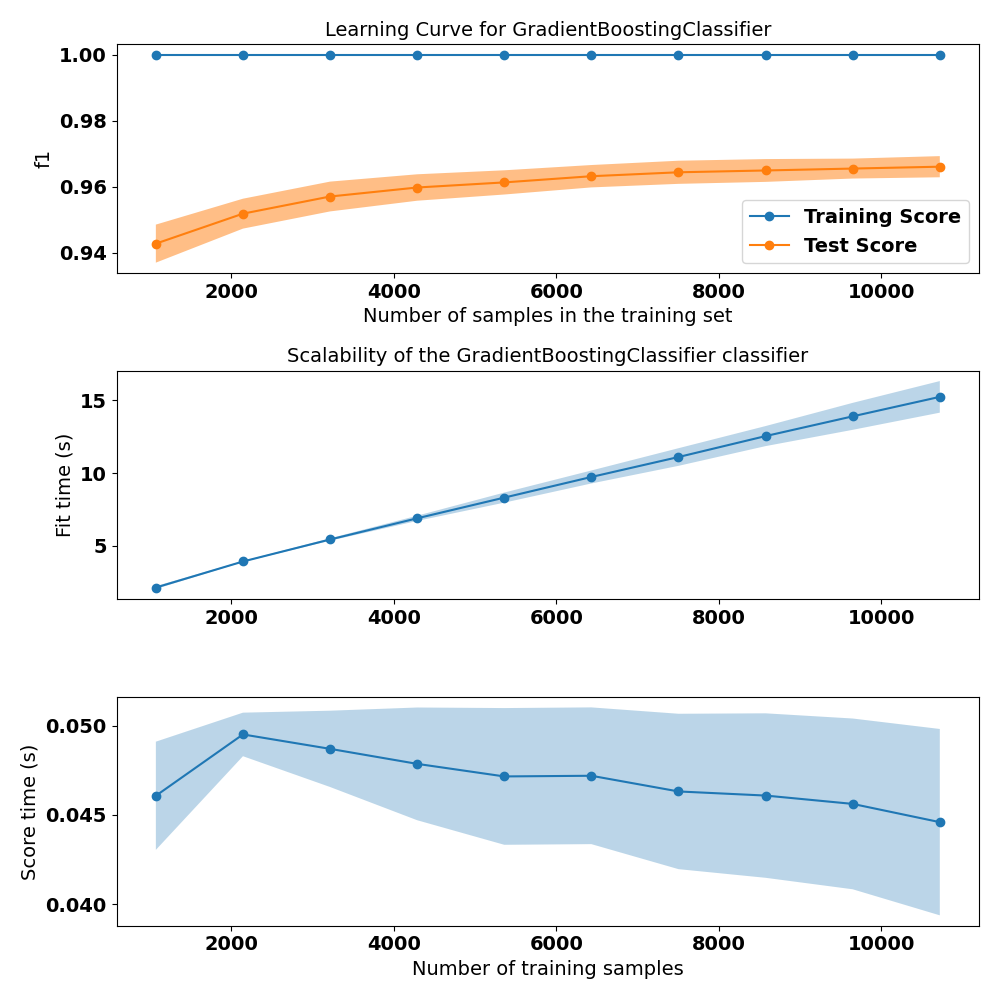 Learning Curve for GradientBoostingClassifier
1.00
0.98
0.96
0.94
f1
Training Score
Test Score
2000 4000 6000 8000 10000
Number of samples in the training set
Scalability of the GradientBoostingClassifier classifier
15
10
5
Fit time (s)
2000 4000 6000 8000 10000
0.050
0.045
0.040
Score time (s)
2000 4000 6000 8000 10000
Number of training samples